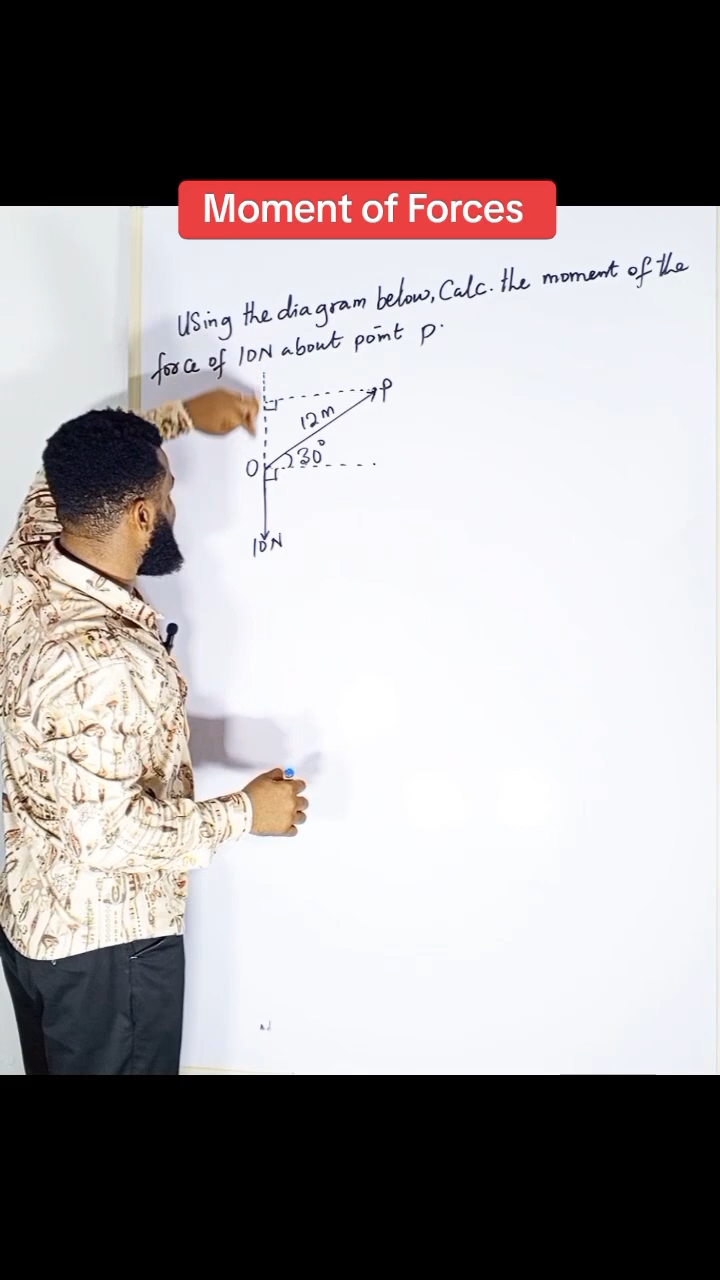 Moment of Forces
Using the diagram below, Calc. the moment of the
force of 10N about point p.
P
12m
O
30°
10N